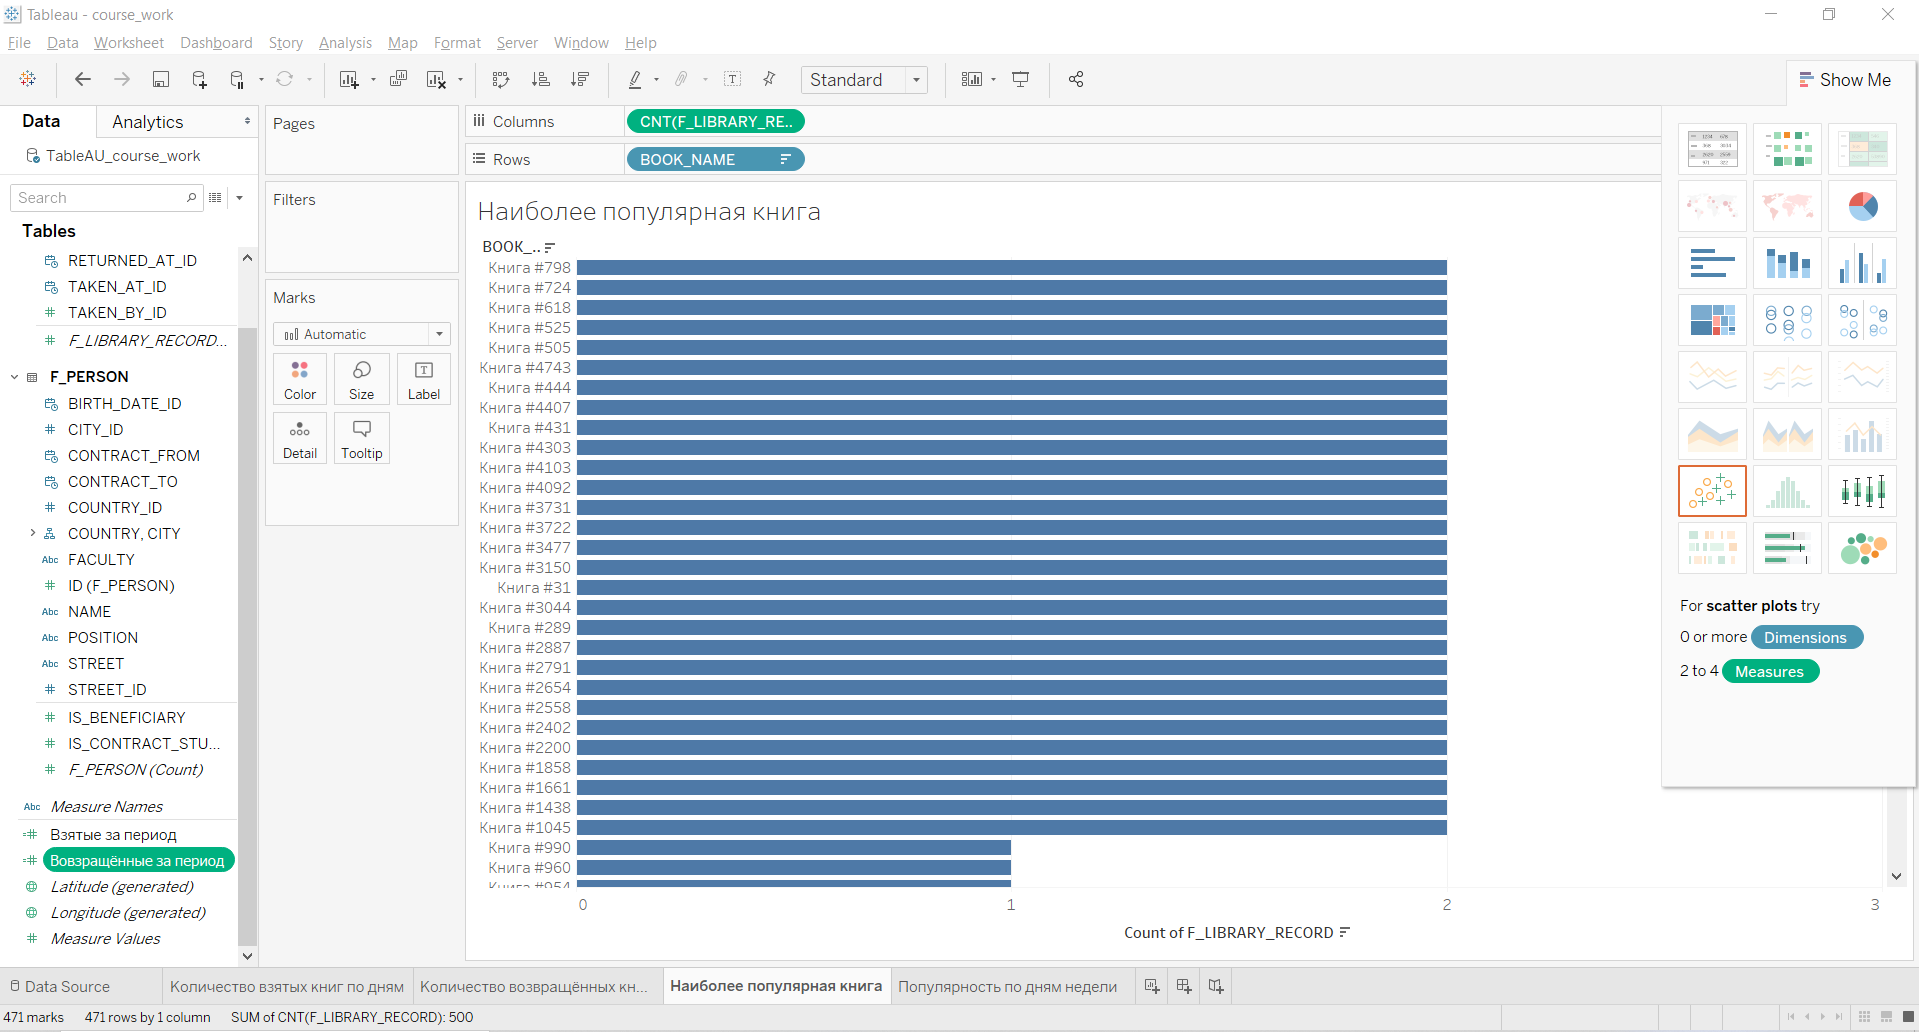 Tableau - course_work
File Data Worksheet Dashboard Story Analysis Map Format Server Window Help
Standard
Show Me
Data Analytics
TableAU_course_work
Search
Tables
RETURNED_AT_ID
TAKEN_AT_ID
TAKEN_BY_ID
F_LIBRARY_RECORD...
F_PERSON
BIRTH_DATE_ID
CITY_ID
CONTRACT_FROM
CONTRACT_TO
COUNTRY_ID
COUNTRY, CITY
Abc FACULTY
ID (F_PERSON)
Abc NAME
Abc POSITION
Abc STREET
STREET_ID
IS_BENEFICIARY
IS_CONTRACT_STU...
F_PERSON (Count)
Abc Measure Names
Взятые за период
Вовзращённые за период
Latitude (generated)
Longitude (generated)
Measure Values
Pages
Filters
Marks
Automatic
Color Size Label
Detail Tooltip
Columns CNT(F_LIBRARY_RE..
Rows BOOK_NAME
Наиболее популярная книга
BOOK_..
Книга #798
Книга #724
Книга #618
Книга #525
Книга #505
Книга #4743
Книга #444
Книга #4407
Книга #431
Книга #4303
Книга #4103
Книга #4092
Книга #3731
Книга #3722
Книга #3477
Книга #3150
Книга #31
Книга #3044
Книга #289
Книга #2887
Книга #2791
Книга #2654
Книга #2558
Книга #2402
Книга #2200
Книга #1858
Книга #1661
Книга #1438
Книга #1045
Книга #990
Книга #960
Книга #954
0 1 2 3
Count of F_LIBRARY_RECORD
For scatter plots try
0 or more Dimensions
2 to 4 Measures
Data Source Количество взятых книг по дням Количество возвращённых кн... Наиболее популярная книга Популярность по дням недели
471 marks 471 rows by 1 column SUM of CNT(F_LIBRARY_RECORD): 500